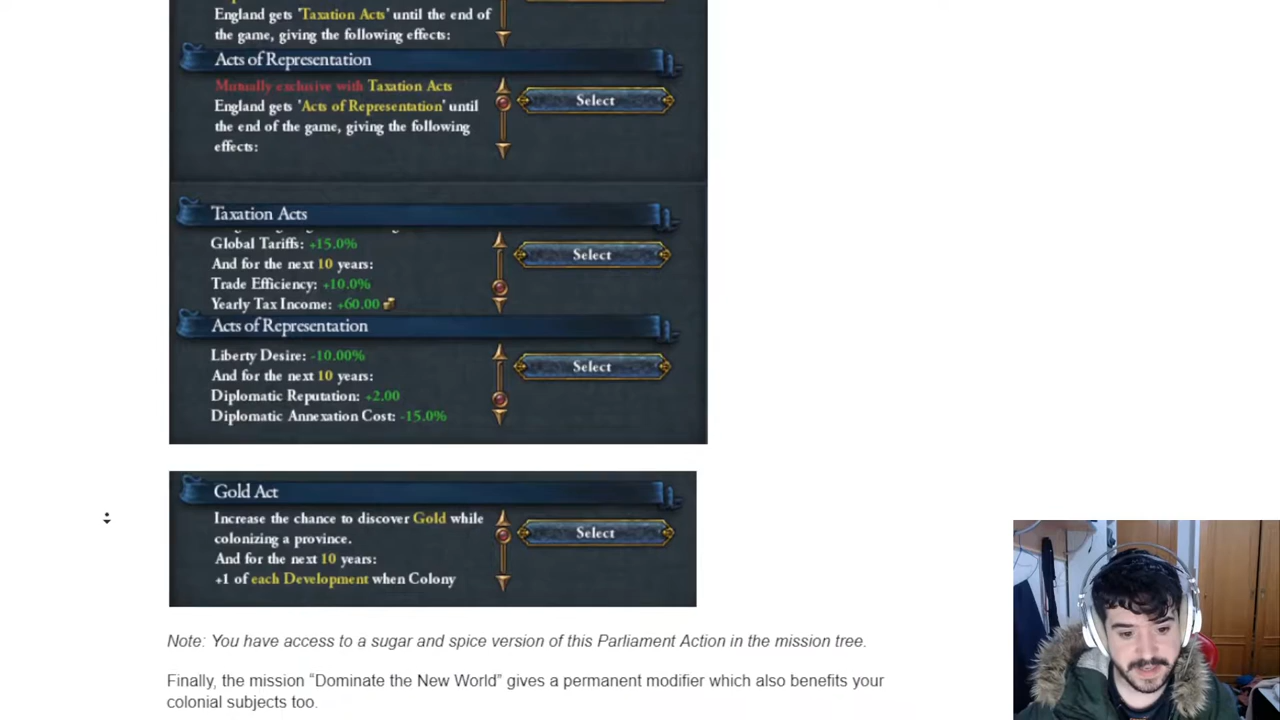 England gets 'Taxation Acts' until the end of
the game, giving the following effects:
Acts of Representation
Mutually exclusive with Taxation Acts
England gets 'Acts of Representation' until
the end of the game, giving the following
effects:
Select
Taxation Acts
Global Tariffs: +15.0%
And for the next 10 years:
Trade Efficiency: +10.0%
Yearly Tax Income: +60.00
Select
Acts of Representation
Liberty Desire: -10.00%
And for the next 10 years:
Diplomatic Reputation: +2.00
Diplomatic Annexation Cost: -15.0%
Select
Gold Act
Increase the chance to discover Gold while
colonizing a province.
And for the next 10 years:
+1 of each Development when Colony
Select
Note: You have access to a sugar and spice version of this Parliament Action in the mission tree.
Finally, the mission “Dominate the New World” gives a permanent modifier which also benefits your
colonial subjects too.